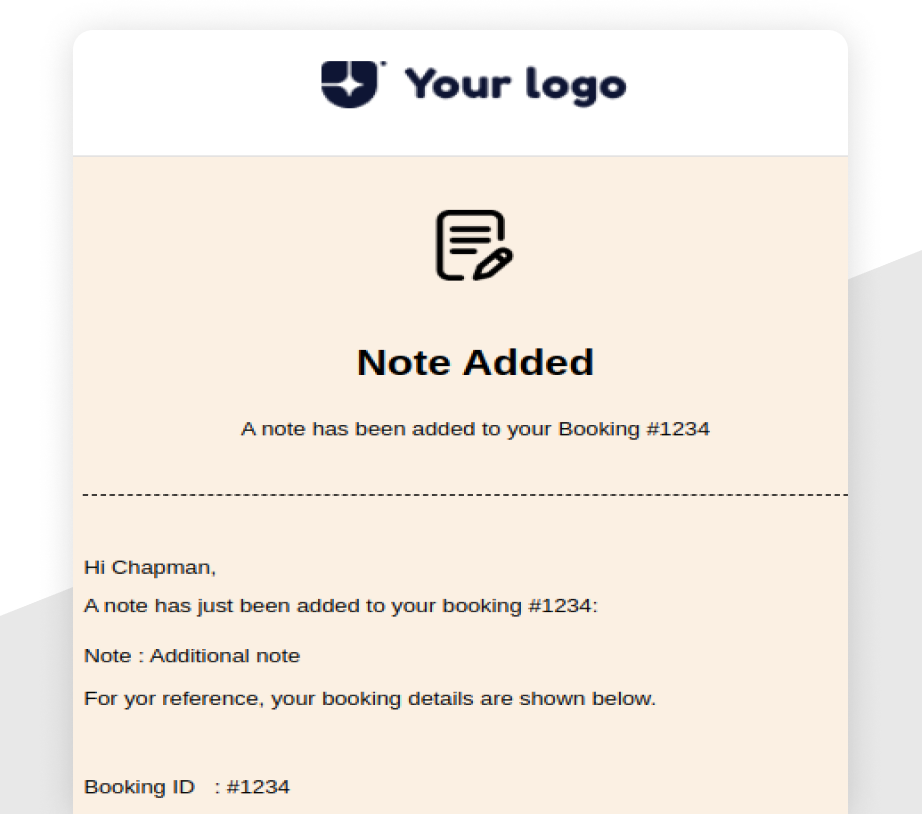 Your logo
Note Added
A note has been added to your Booking #1234
Hi Chapman,
A note has just been added to your booking #1234:
Note : Additional note
For yor reference, your booking details are shown below.
Booking ID : #1234